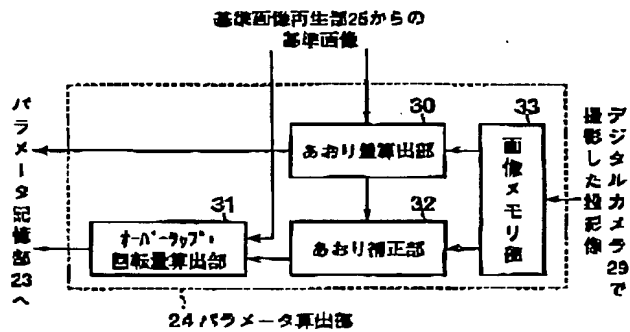 基準画像再生部25からの
基準画像
30
あおり量算出部
33
画像メモリ部
31
オーバーラップ・
回転量算出部
32
あおり補正部
パラメータ記憶部23へ
デジタルカメラ29で
撮影した投影像
24パラメータ算出部